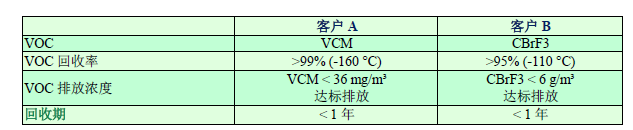 客户 A 客户 B
VOC VCM CBrF3
VOC 回收率 >99% (-160 °C) >95% (-110 °C)
VOC 排放浓度 VCM < 36 mg/m³ 达标排放 CBrF3 < 6 g/m³ 达标排放
回收期 < 1 年 < 1 年